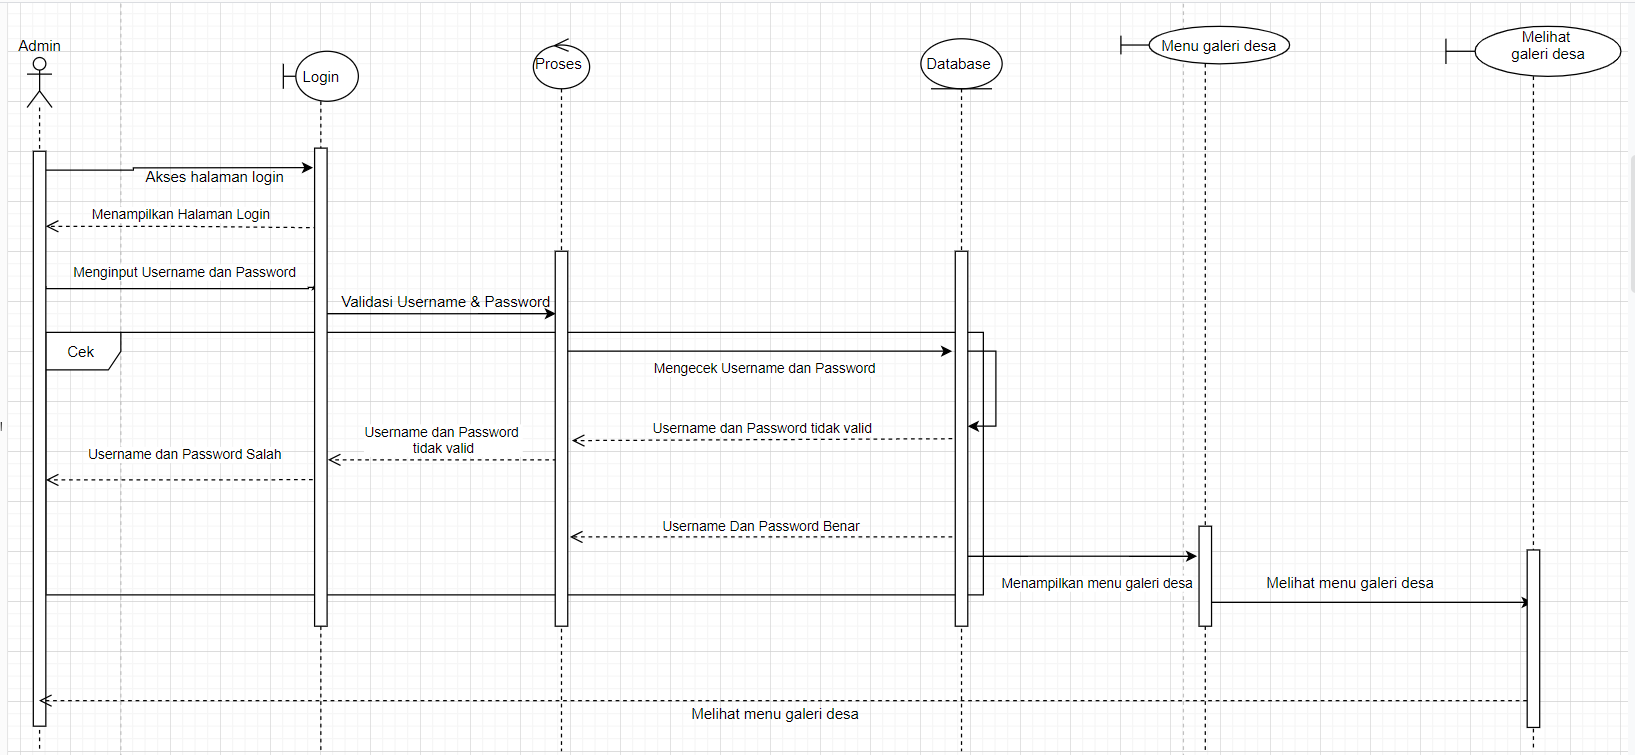 Admin
Login
Proses
Database
Menu galeri desa
Melihat
galeri desa
Akses halaman login
Menampilkan Halaman Login
Menginput Username dan Password
Validasi Username & Password
Cek
Mengecek Username dan Password
Username dan Password tidak valid
Username dan Password
tidak valid
Username dan Password Salah
Username Dan Password Benar
Menampilkan menu galeri desa
Melihat menu galeri desa
Melihat menu galeri desa